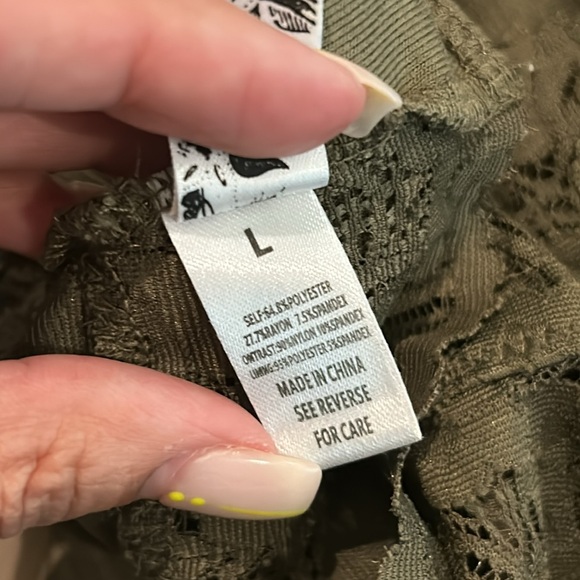 L
SELF:64.8%POLYESTER
27.7%RAYON 7.5%SPANDEX
CONTRAST:90%NYLON 10%SPANDEX
LINING:95%POLYESTER 5%SPANDEX
MADE IN CHINA
SEE REVERSE
FOR CARE